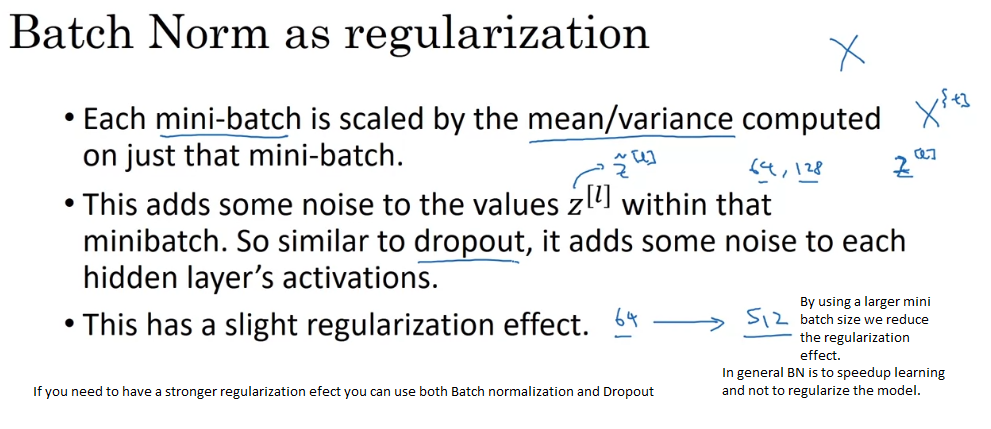 Batch Norm as regularization
X
• Each mini-batch is scaled by the mean/variance computed
X{t}
on just that mini-batch.
z̃[l]
64, 128
z[l]
• This adds some noise to the values z[l] within that
minibatch. So similar to dropout, it adds some noise to each
hidden layer's activations.
• This has a slight regularization effect.
64 → 512
By using a larger mini
batch size we reduce
the regularization
effect.
In general BN is to speedup learning
and not to regularize the model.
If you need to have a stronger regularization efect you can use both Batch normalization and Dropout